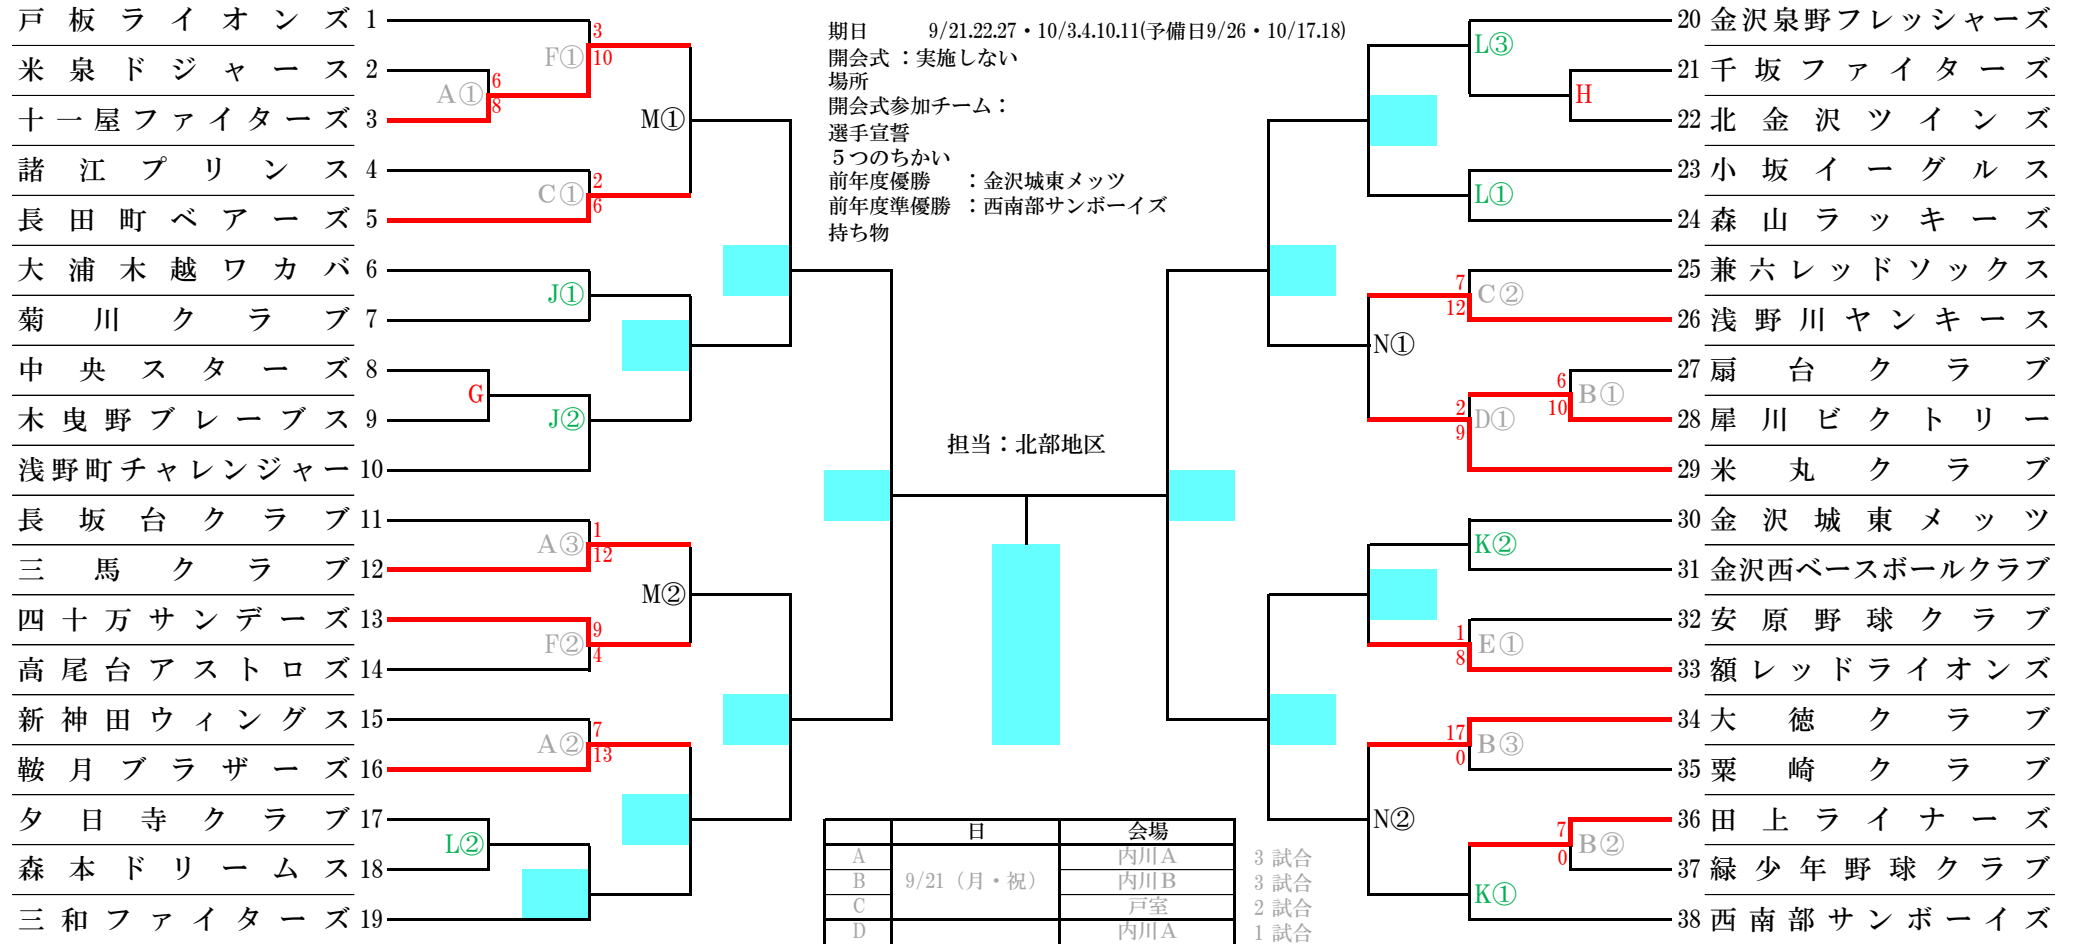 戸板ライオンズ 1
米泉ドジャース 2
十一屋ファイターズ 3
諸江プリンス 4
長田町ベアーズ 5
大浦木越ワカバ 6
菊川クラブ 7
中央スターズ 8
木曳野ブレーブス 9
浅野町チャレンジャー 10
長坂台クラブ 11
三馬クラブ 12
四十万サンデーズ 13
高尾台アストロズ 14
新神田ウィングス 15
鞍月ブラザーズ 16
夕日寺クラブ 17
森本ドリームス 18
三和ファイターズ 19
F① 3 10
A① 6 8
M①
C① 2 6
J①
G
J②
A③ 1 12
M②
F② 9 4
A② 7 13
L②
期日 9/21.22.27・10/3.4.10.11(予備日9/26・10/17.18)
開会式 ：実施しない
場所
開会式参加チーム：
選手宣誓
５つのちかい
前年度優勝 ：金沢城東メッツ
前年度準優勝 ：西南部サンボーイズ
持ち物
担当：北部地区
日 会場
A 内川A 3 試合
B 9/21（月・祝） 内川B 3 試合
C 戸室 2 試合
D 内川A 1 試合
L③
H
L①
7 12 C②
N①
6 10 B①
2 9 D①
K②
1 8 E①
17 0 B③
N②
7 0 B②
K①
20 金沢泉野フレッシャーズ
21 千坂ファイターズ
22 北金沢ツインズ
23 小坂イーグルス
24 森山ラッキーズ
25 兼六レッドソックス
26 浅野川ヤンキース
27 扇台クラブ
28 犀川ビクトリー
29 米丸クラブ
30 金沢城東メッツ
31 金沢西ベースボールクラブ
32 安原野球クラブ
33 額レッドライオンズ
34 大徳クラブ
35 粟崎クラブ
36 田上ライナーズ
37 緑少年野球クラブ
38 西南部サンボーイズ